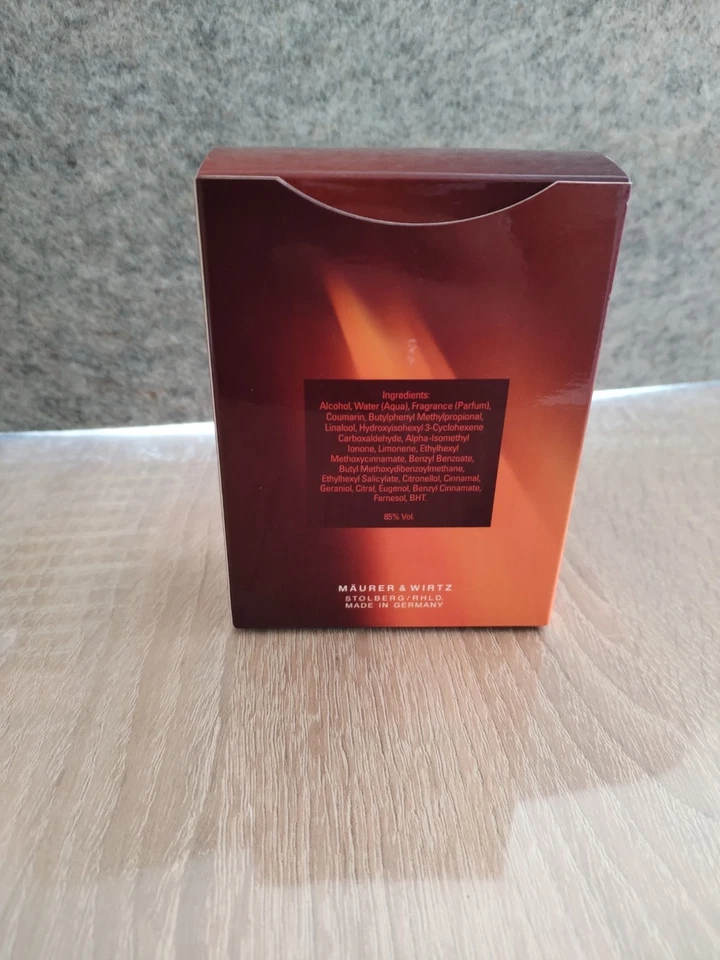 Ingredients:
Alcohol, Water (Aqua), Fragrance (Parfum),
Coumarin, Butylphenyl Methylpropional,
Linalool, Hydroxyisohexyl 3-Cyclohexene
Carboxaldehyde, Alpha-Isomethyl
Ionone, Limonene, Ethylhexyl
Methoxycinnamate, Benzyl Benzoate,
Butyl Methoxydibenzoylmethane,
Ethylhexyl Salicylate, Citronellol, Cinnamal,
Geraniol, Citral, Eugenol, Benzyl Cinnamate,
Farnesol, BHT.
85% Vol.
MÄURER & WIRTZ
STOLBERG/RHLD.
MADE IN GERMANY